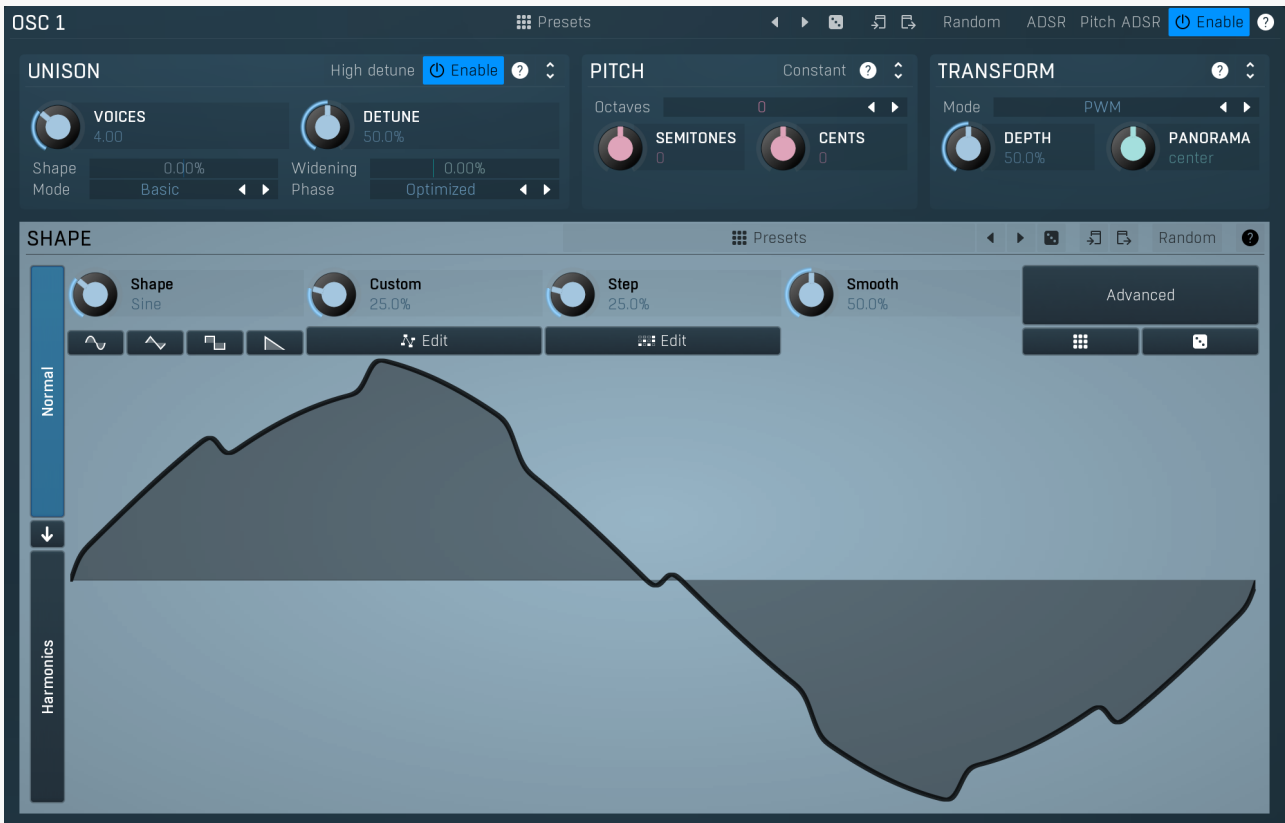 OSC 1 Presets Random ADSR Pitch ADSR Enable ?
UNISON High detune Enable ?
VOICES
4.00
DETUNE
50.0%
Shape 0.00% Widening 0.00%
Mode Basic Phase Optimized
PITCH Constant ?
Octaves 0
SEMITONES
0
CENTS
0
TRANSFORM ?
Mode PWM
DEPTH
50.0%
PANORAMA
center
SHAPE Presets Random ?
Normal
Harmonics
Shape
Sine
Custom
25.0%
Step
25.0%
Smooth
50.0%
Advanced
Edit
Edit